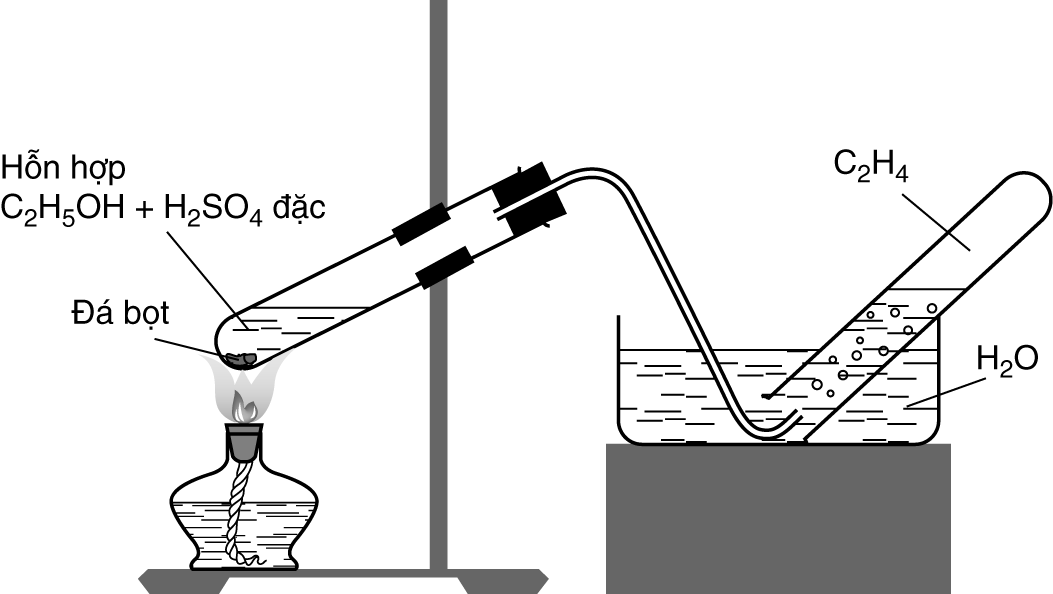 Hỗn hợp
C₂H₅OH + H₂SO₄ đặc
Đá bọt
C₂H₄
H₂O